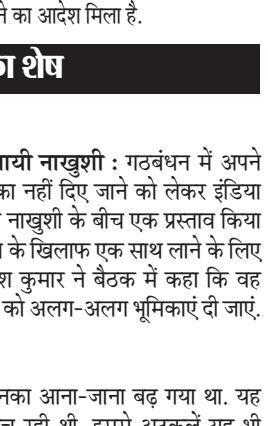 ने का आदेश मिला है.
का शेष
ायी नाखुशी : गठबंधन में अपने
का नहीं दिए जाने को लेकर इंडिया
नाखुशी के बीच एक प्रस्ताव किया
के खिलाफ एक साथ लाने के लिए
श कुमार ने बैठक में कहा कि वह
को अलग-अलग भूमिकाएं दी जाएं.
नका आना-जाना बढ़ गया था. यह
रही थी.